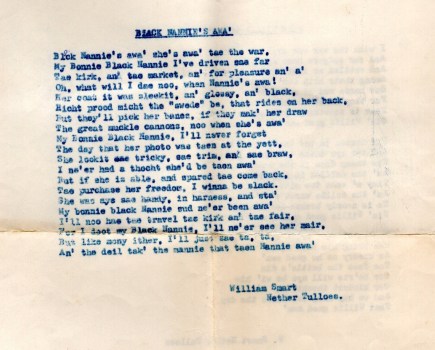 BLACK NANNIE'S AWA'
Black Nannie's awa' she's awa' tae the war,
My Bonnie Black Nannie I've driven sae far
Tae kirk, an' tae market, an' for pleasure an' a'
Oh, what will I dae noo, when Nannie's awa!
Her coat it was sleekit, an' glossy, an' black,
Richt prood micht the "swede" be, that rides on her back,
But they'll pick her banes, if they mak' her draw
The great muckle cannons, noo when she's awa'
My Bonnie Black Nannie, I'll never forget
The day that her photo was taen at the yett,
She lookit sae tricky, sae trim, and sae braw,
I ne'er had a thocht she'd be taen awa'
But if she is able, and spared tae come back,
Tae purchase her freedom, I winna be slack.
She was aye sae handy, in harness, and sta'
My bonnie black Nannie wud ne'er been awa'
I'll noo hae tae travel tae kirk an tae fair,
For I doot my Black Nannie, I'll ne'er see her mair,
But like mony ither, I'll just tae
An' the deil tak' the mannie that taen Nannie awa'
William Smart
Nether Tulloes.